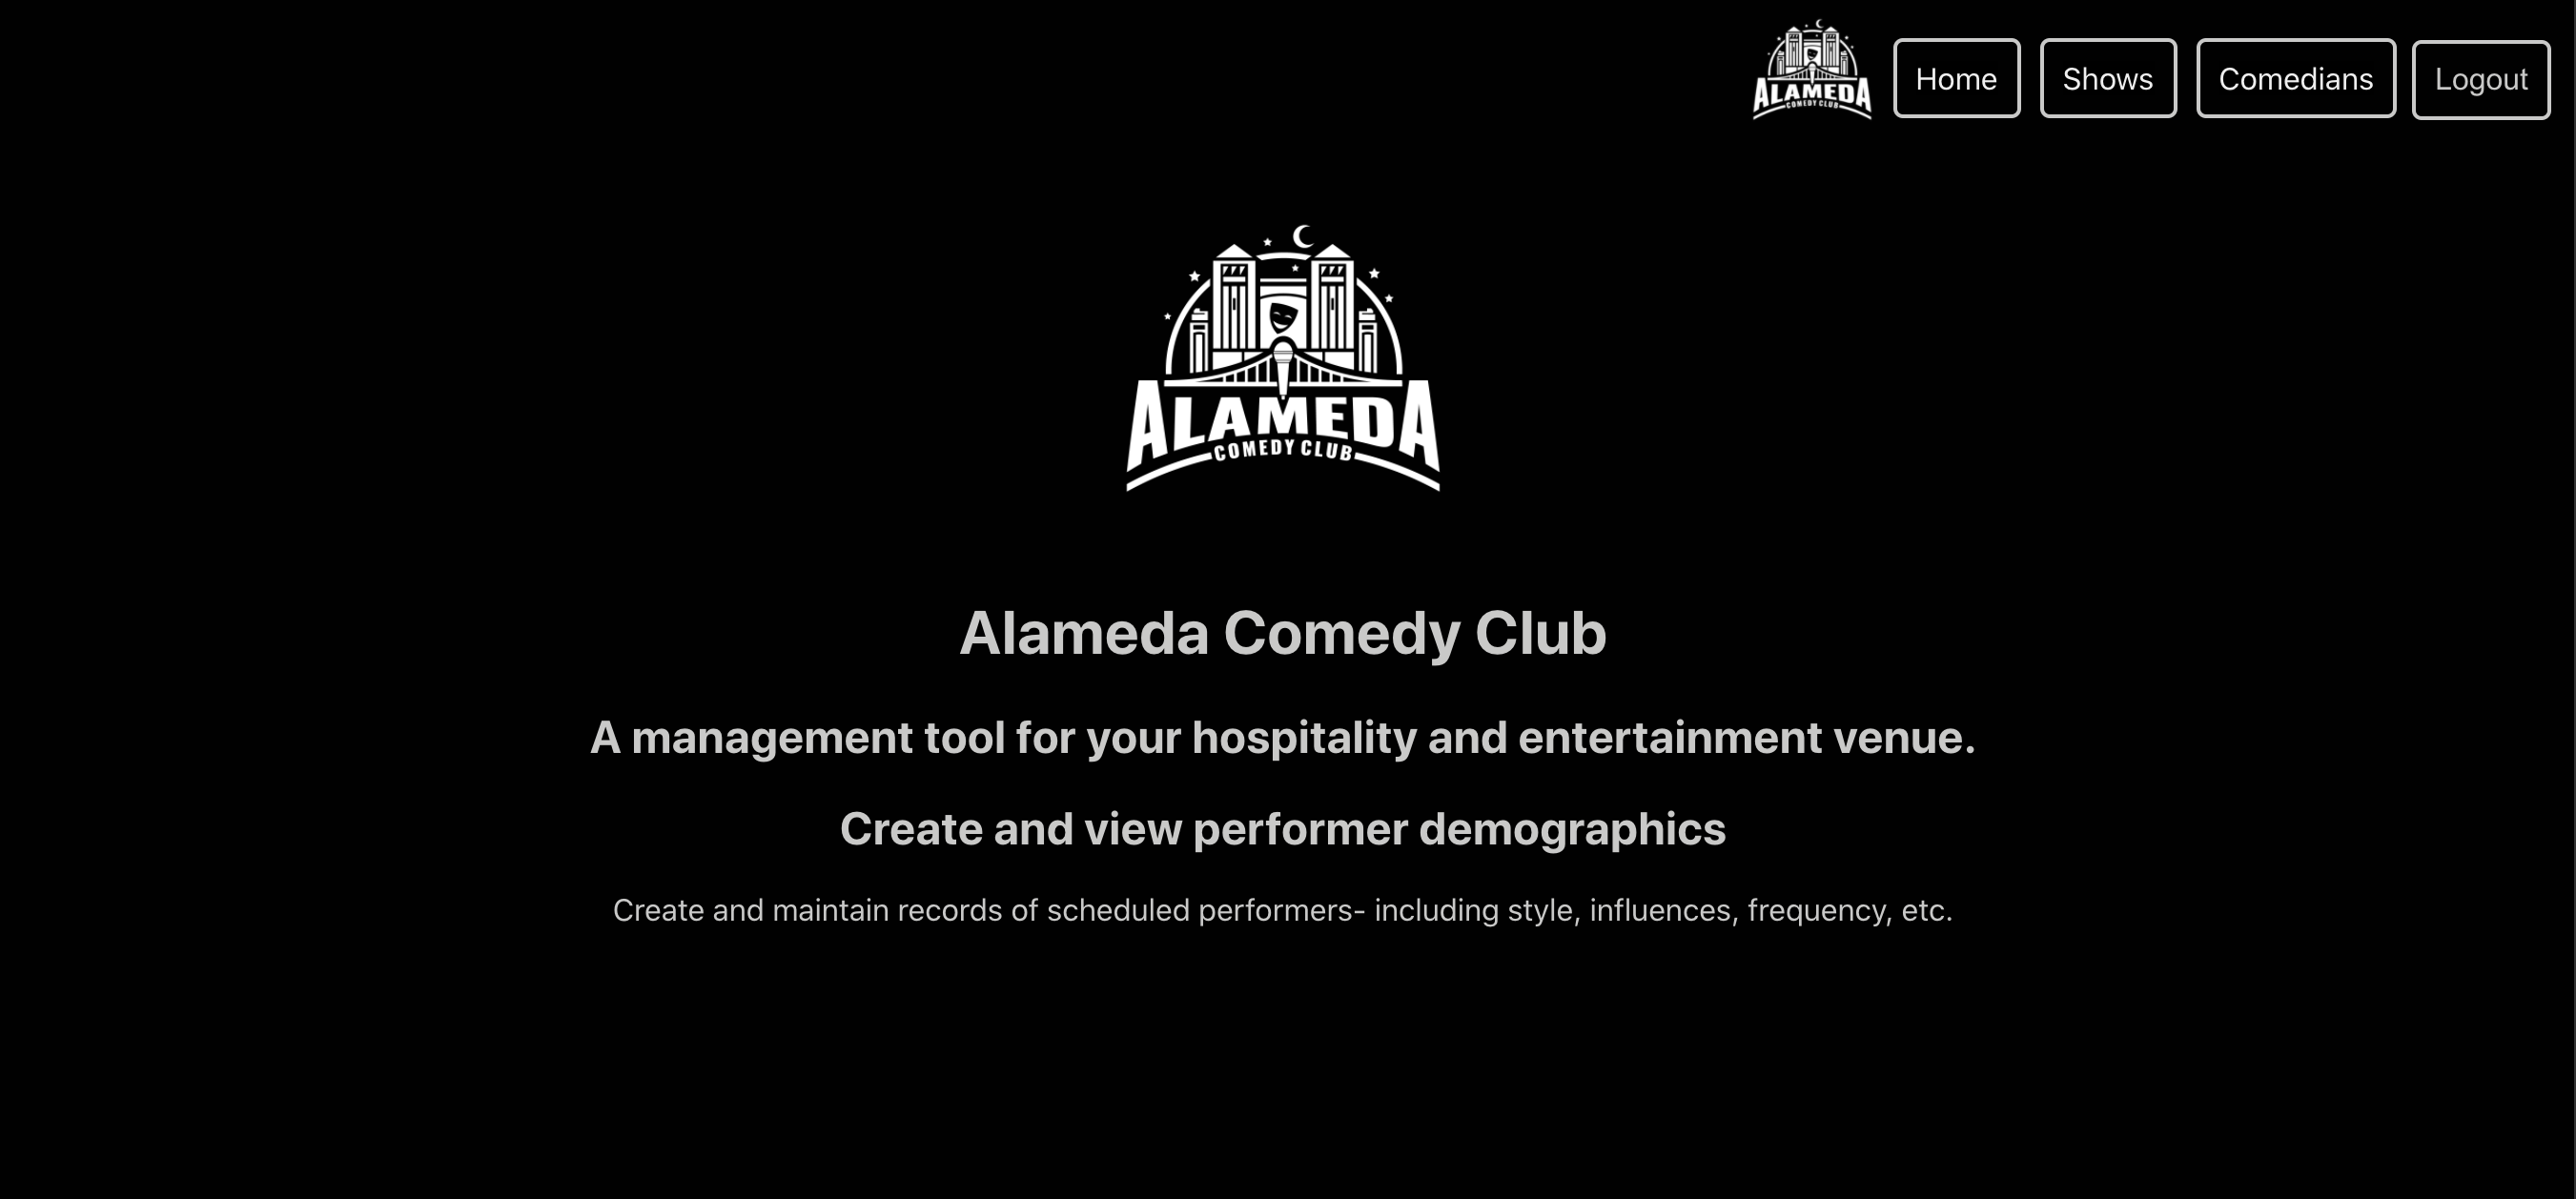 ALAMEDA
COMEDY CLUB
Home
Shows
Comedians
Logout
ALAMEDA
COMEDY CLUB
Alameda Comedy Club
A management tool for your hospitality and entertainment venue.
Create and view performer demographics
Create and maintain records of scheduled performers- including style, influences, frequency, etc.